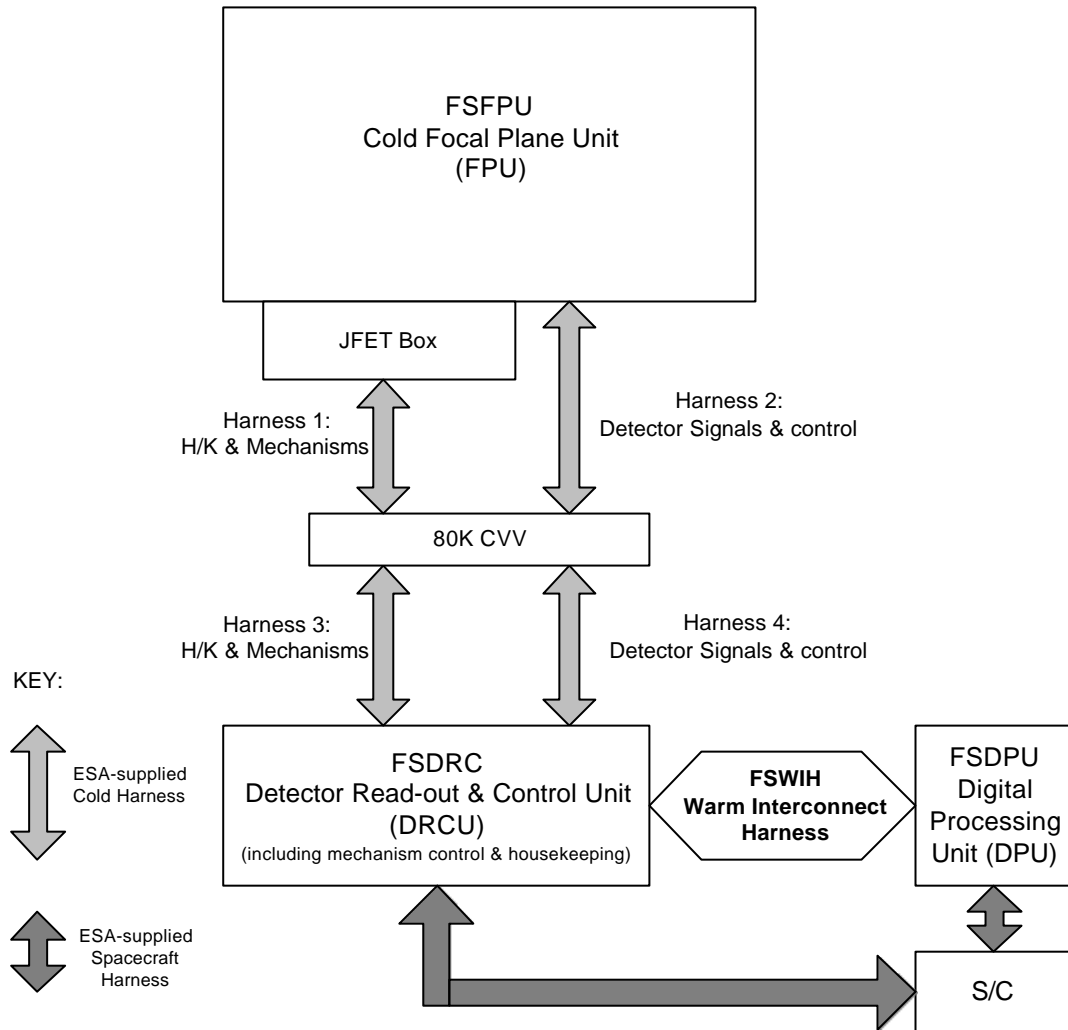 FSFPU
Cold Focal Plane Unit
(FPU)
JFET Box
Harness 1:
H/K & Mechanisms
Harness 2:
Detector Signals & control
80K CVV
Harness 3:
H/K & Mechanisms
Harness 4:
Detector Signals & control
KEY:
ESA-supplied
Cold Harness
FSDRC
Detector Read-out & Control Unit
(DRCU)
(including mechanism control & housekeeping)
FSWIH
Warm Interconnect
Harness
FSDPU
Digital
Processing
Unit (DPU)
ESA-supplied
Spacecraft
Harness
S/C